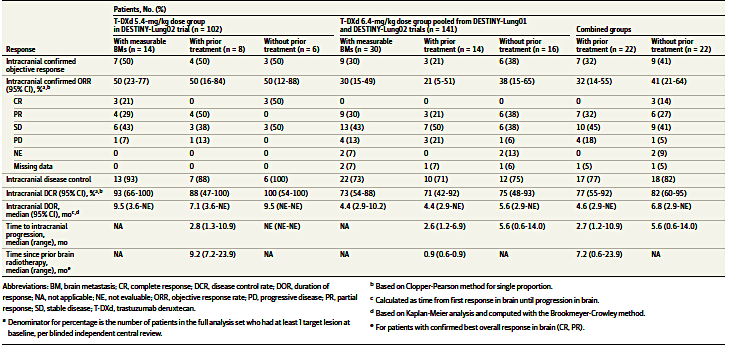 Patients, No. (%)
T-DXd 5.4-mg/kg dose group in DESTINY-Lung02 trial (n = 102) T-DXd 6.4-mg/kg dose group pooled from DESTINY-Lung01 and DESTINY-Lung02 trials (n = 141) Combined groups
Response With measurable BMs (n = 14) With prior treatment (n = 8) Without prior treatment (n = 6) With measurable BMs (n = 30) With prior treatment (n = 14) Without prior treatment (n = 16) With prior treatment (n = 22) Without prior treatment (n = 22)
Intracranial confirmed objective response 7 (50) 4 (50) 3 (50) 9 (30) 3 (21) 6 (38) 7 (32) 9 (41)
Intracranial confirmed ORR (95% CI), %a,b 50 (23-77) 50 (16-84) 50 (12-88) 30 (15-49) 21 (5-51) 38 (15-65) 32 (14-55) 41 (21-64)
CR 3 (21) 0 3 (50) 0 0 0 0 3 (14)
PR 4 (29) 4 (50) 0 9 (30) 3 (21) 6 (38) 7 (32) 6 (27)
SD 6 (43) 3 (38) 3 (50) 13 (43) 7 (50) 6 (38) 10 (45) 9 (41)
PD 1 (7) 1 (13) 0 4 (13) 3 (21) 1 (6) 4 (18) 1 (5)
NE 0 0 0 2 (7) 0 2 (13) 0 2 (9)
Missing data 2 (7) 1 (7) 1 (6) 1 (5) 1 (5)
Intracranial disease control 13 (93) 7 (88) 6 (100) 22 (73) 10 (71) 12 (75) 17 (77) 18 (82)
Intracranial DCR (95% CI), %a,b 93 (66-100) 88 (47-100) 100 (54-100) 73 (54-88) 71 (42-92) 75 (48-93) 77 (55-92) 82 (60-95)
Intracranial DOR, median (95% CI), moc,d 9.5 (3.6-NE) 7.1 (3.6-NE) 9.5 (NE-NE) 4.4 (2.9-10.2) 4.4 (2.9-NE) 5.6 (2.9-NE) 4.6 (2.9-NE) 6.8 (2.9-NE)
Time to intracranial progression, median (range), mo NA 2.8 (1.3-10.9) NE (NE-NE) NA 2.6 (1.2-6.9) 5.6 (0.6-14.0) 2.7 (1.2-10.9) 5.6 (0.6-14.0)
Time since prior brain radiotherapy, median (range), moe NA 9.2 (7.2-23.9) NA 0.9 (0.6-0.9) NA 7.2 (0.6-23.9) NA
Abbreviations: BM, brain metastasis; CR, complete response; DCR, disease control rate; DOR, duration of
response; NA, not applicable; NE, not evaluable; ORR, objective response rate; PD, progressive disease; PR, partial
response; SD, stable disease; T-DXd, trastuzumab deruxtecan.
a Denominator for percentage is the number of patients in the full analysis set who had at least 1 target lesion at
baseline, per blinded independent central review.
b Based on Clopper-Pearson method for single proportion.
c Calculated as time from first response in brain until progression in brain.
d Based on Kaplan-Meier analysis and computed with the Brookmeyer-Crowley method.
e For patients with confirmed best overall response in brain (CR, PR).